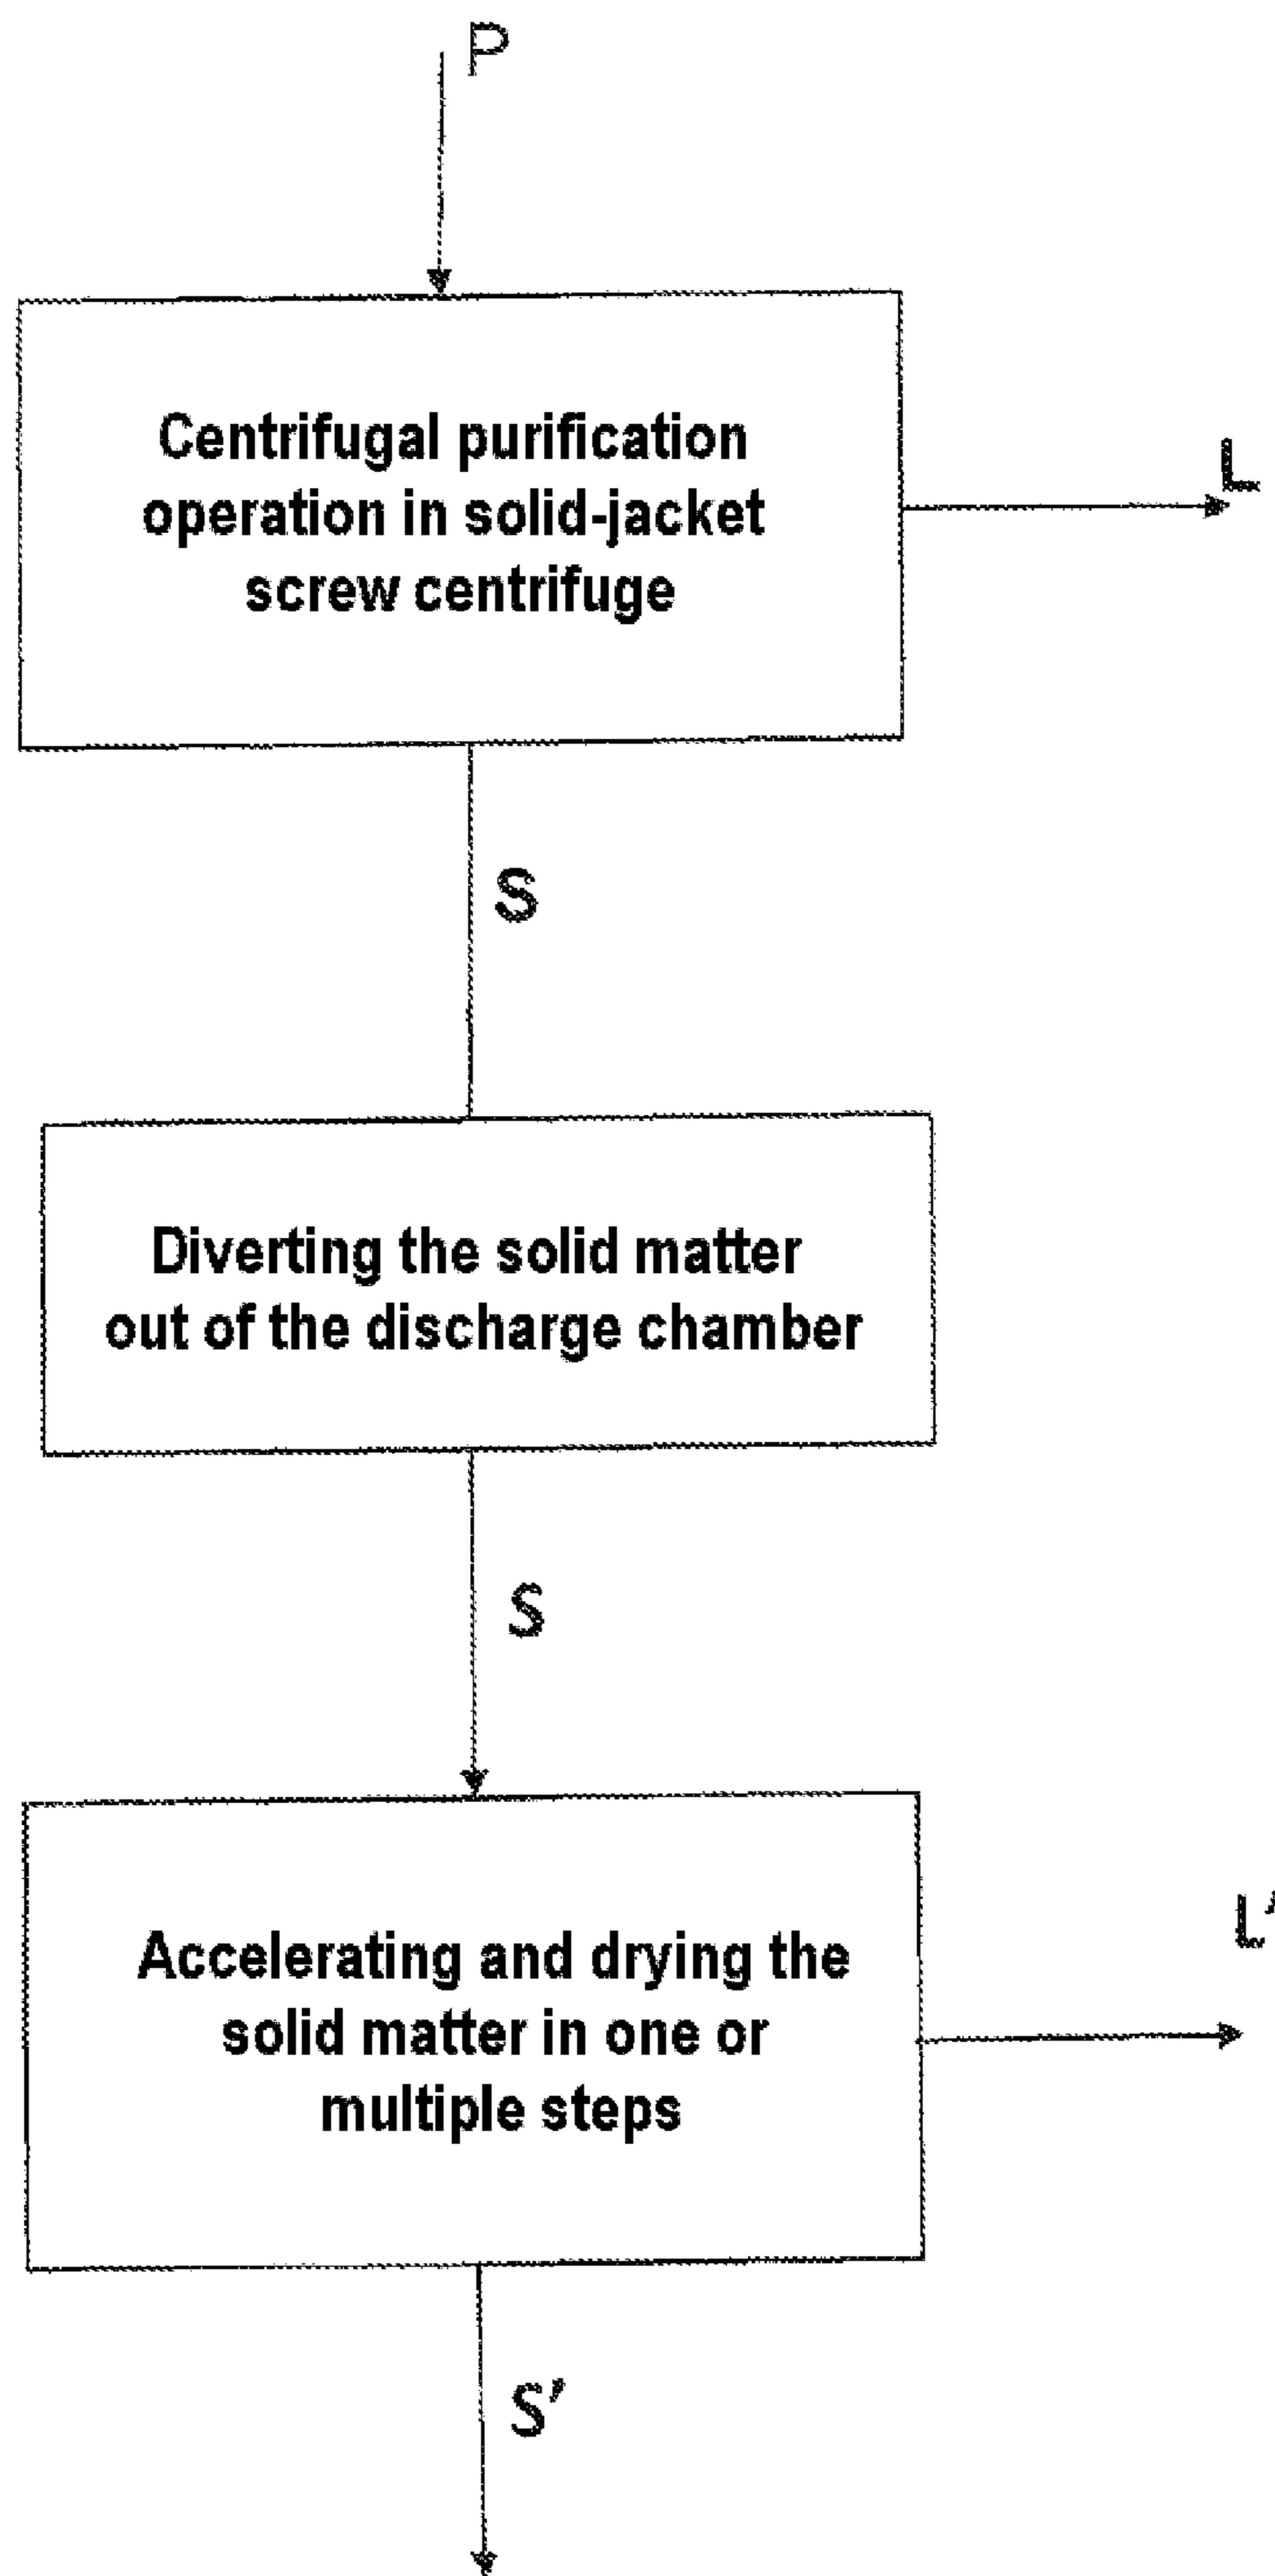 P
Centrifugal purification
operation in solid-jacket
screw centrifuge
L
S
Diverting the solid matter
out of the discharge chamber
S
Accelerating and drying the
solid matter in one or
multiple steps
L'
S'